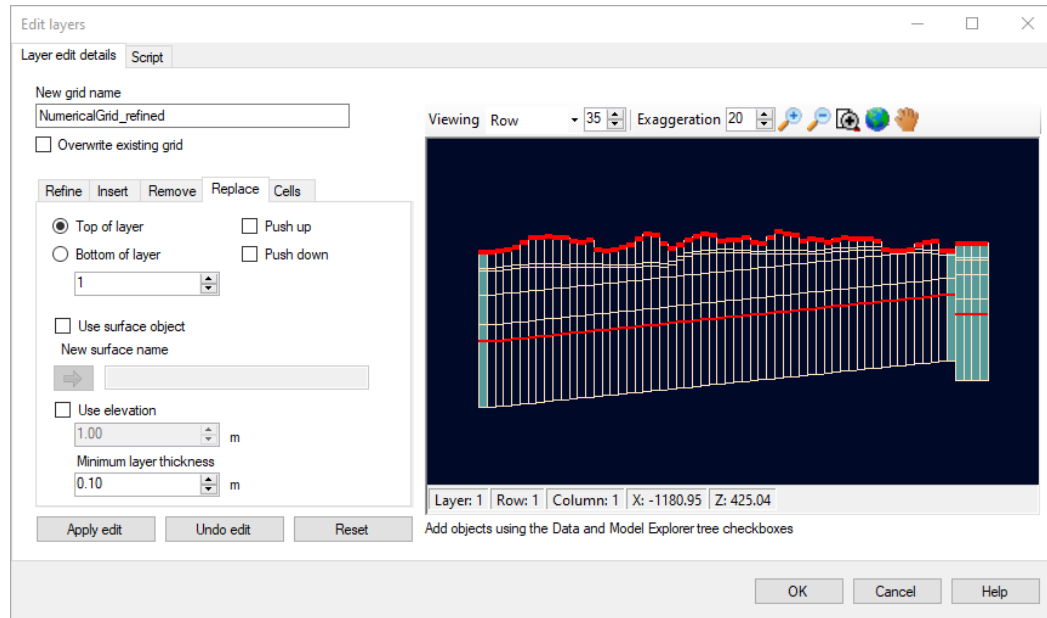 Edit layers
Layer edit details Script
New grid name
NumericalGrid_refined
Overwrite existing grid
Viewing Row 35 Exaggeration 20
Refine Insert Remove Replace Cells
Top of layer Push up
Bottom of layer Push down
1
Use surface object
New surface name
Use elevation
1.00 m
Minimum layer thickness
0.10 m
Layer: 1 Row: 1 Column: 1 X: -1180.95 Z: 425.04
Apply edit Undo edit Reset
Add objects using the Data and Model Explorer tree checkboxes
OK Cancel Help